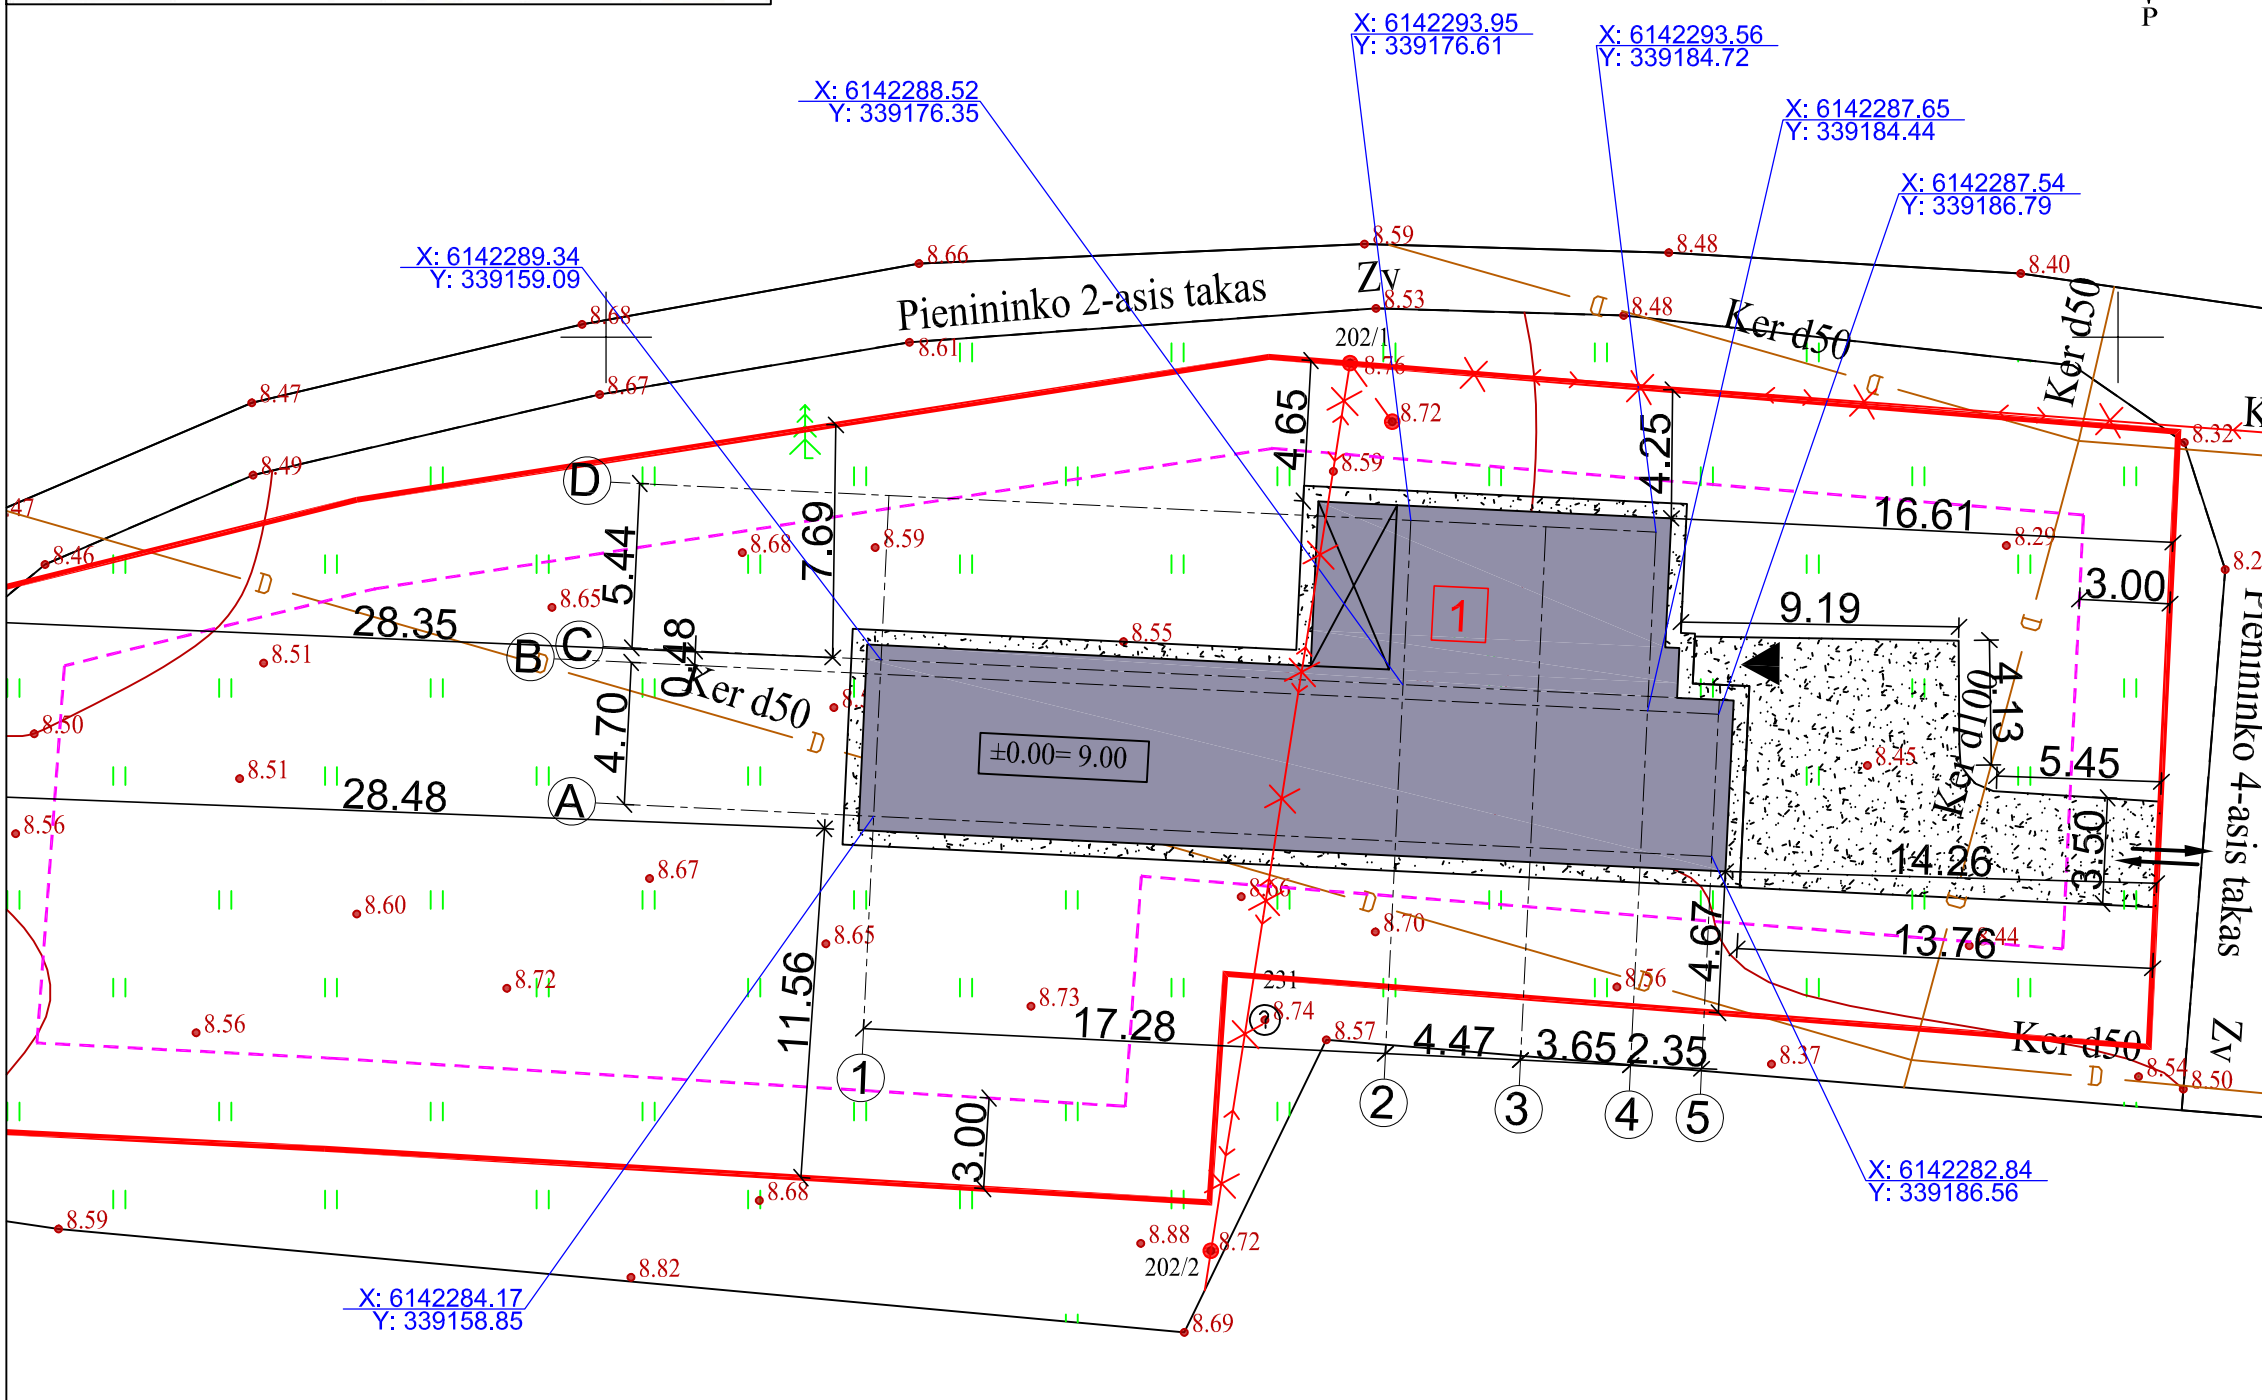 P
X: 6142293.95
Y: 339176.61
X: 6142293.56
Y: 339184.72
X: 6142288.52
Y: 339176.35
X: 6142287.65
Y: 339184.44
X: 6142287.54
Y: 339186.79
X: 6142289.34
Y: 339159.09
8.59
8.48
8.66
8.40
Pienininko 2-asis takas
Zv
8.53
8.48
D
Ker d50
Ker d50
8.68
8.61
202/1
8.76
D
8.67
8.47
8.72
8.32
8.49
4.65
4.25
D
8.59
16.61
47
8.46
8.68
8.59
7.69
5.44
8.29
D
8.65
3.00
28.35
1
9.19
D
C
B
D
0.48
8.55
8.51
Ker d50
4.13
Ker d100
8.50
4.70
D
±0.00= 9.00
8.51
8.45
5.45
28.48
A
Pienininko 4-asis takas
Zv
8.56
3.50
14.26
8.67
8.66
D
D
8.60
8.70
4.67
8.65
13.76
8.44
8.72
8.56
D
11.56
231
8.73
8.74
8.56
17.28
8.57
4.47
3.65
2.35
8.37
Ker d50
8.54
D
8.50
1
2
3
4
5
3.00
8.68
X: 6142282.84
Y: 339186.56
8.59
8.88
8.72
202/2
8.82
X: 6142284.17
Y: 339158.85
8.69